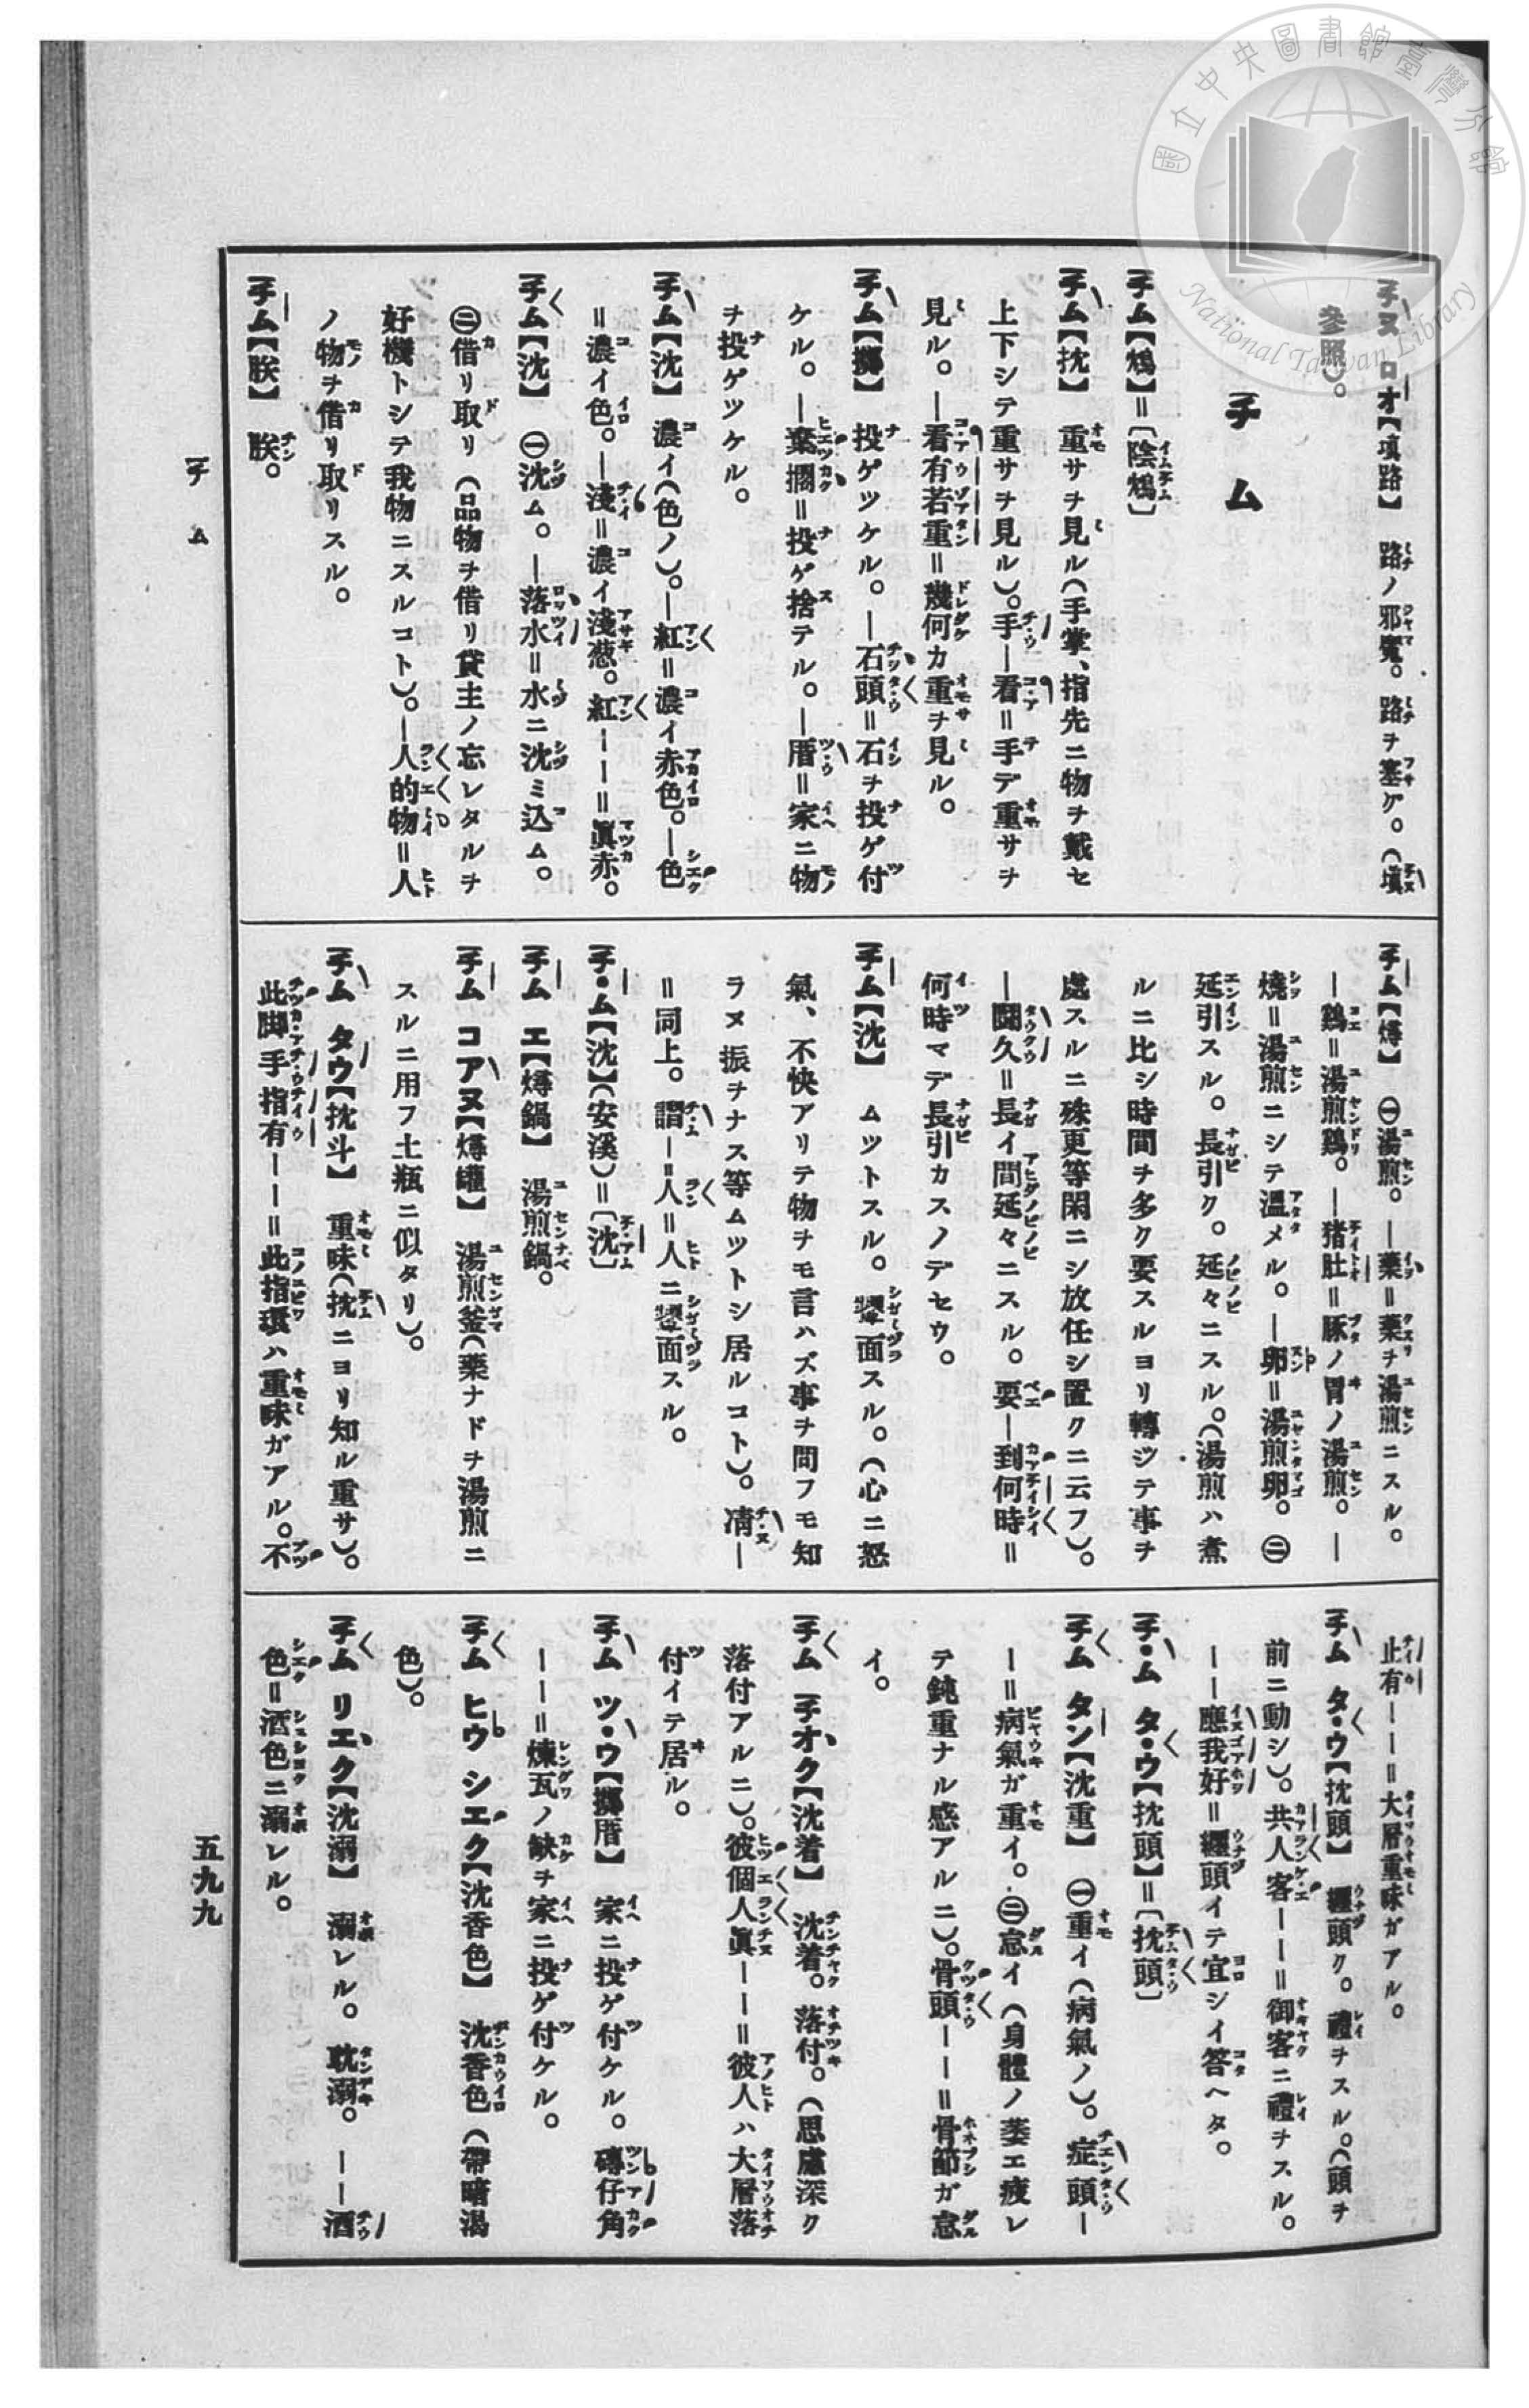 國立中央圖書館臺灣分館
National Taiwan Library
チヌ ロオ【塡路】 路ノ邪魔。路ヲ塞グ。(塡
參照)。
チム
チム【鴆】=〔陰鴆〕
チム【抌】 重サヲ見ル(手掌、指先ニ物ヲ戴セ
上下シテ重サヲ見ル)。手—看=手デ重サヲ
見ル。—看有若重=幾何カ重ヲ見ル。
チム【擲】 投ゲツケル。—石頭=石ヲ投ゲ付
ケル。—棄擱=投ゲ捨テル。—厝=家ニ物
ヲ投ゲツケル。
チム【沈】 濃イ(色ノ)。—紅=濃イ赤色。—色
=濃イ色。—淺=濃イ淺葱。紅———=眞赤。
チム【沈】 ㊀沈ム。—落水=水ニ沈ミ込ム。
㊁借リ取リ(品物ヲ借リ貸主ノ忘レタルヲ
好機トシテ我物ニスルコト)。—人的物=人
ノ物ヲ借リ取リスル。
チム【朕】 朕。
チム【燖】 ㊀湯煎。—藥=藥ヲ湯煎ニスル。
—鷄=湯煎鷄。—猪肚=豚ノ胃ノ湯煎。—
燒=湯煎ニシテ溫メル。—卵=湯煎卵。㊁
延引スル。長引ク。延々ニスル。(湯煎ハ煮
ルニ比シ時間ヲ多ク要スルヨリ轉ジテ事ヲ
處スルニ殊更等閑ニシ放任シ置クニ云フ)。
—鬪久=長イ間延々ニスル。要—到何時=
何時マデ長引カスノデセウ。
チム【沈】 ムツトスル。顰面スル。(心ニ怒
氣、不快アリテ物ヲモ言ハズ事ヲ問フモ知
ラヌ振ヲナス等ムツトシ居ルコト)。凊—
=同上。謂—人=人ニ顰面スル。
チ・ム【沈】(安溪)=〔沈〕
チム エ【燖鍋】 湯煎鍋。
チム コアヌ【燖罐】 湯煎釜(藥ナドヲ湯煎ニ
スルニ用フ土瓶ニ似タリ)。
チム タウ【抌斗】 重味(抌ニヨリ知ル重サ)。
此脚手指有——=此指環ハ重味ガアル。不
止有——=大層重味ガアル。
チム タ・ウ【抌頭】 纒頭ク。禮ヲスル。(頭ヲ
前ニ動シ)。共人客——=御客ニ禮ヲスル。
——應我好=纒頭イテ宜シイ答ヘタ。
チ・ム タ・ウ【抌頭】=〔抌頭〕
チム タン【沈重】 ㊀重イ(病氣ノ)。症頭—
—=病氣ガ重イ。㊁怠イ(身體ノ萎エ疲レ
テ鈍重ナル感アルニ)。骨頭——=骨節ガ怠
イ。
チム チオク【沈着】 沈着。落付。(思慮深ク
落付アルニ)。彼個人眞——=彼人ハ大層落
付イテ居ル。
チム ツ・ウ【擲厝】 家ニ投ゲ付ケル。磚仔角
——=煉瓦ノ缺ヲ家ニ投ゲ付ケル。
チム ヒウ シエク【沈香色】 沈香色(帶暗渴
色)。
チム リエク【沈溺】 溺レル。耽溺。——酒
色=酒色ニ溺レル。
チム
五九九